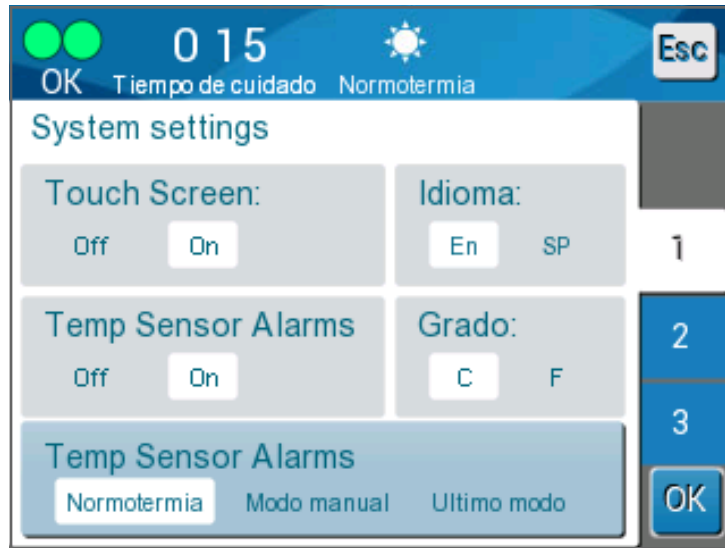 0 15
Esc
OK Tiempo de cuidado Normotermia
System settings
Touch Screen: Idioma:
Off On En SP
1
Temp Sensor Alarms Grado:
2
Off On C F
3
Temp Sensor Alarms
Normotermia Modo manual Ultimo modo
OK